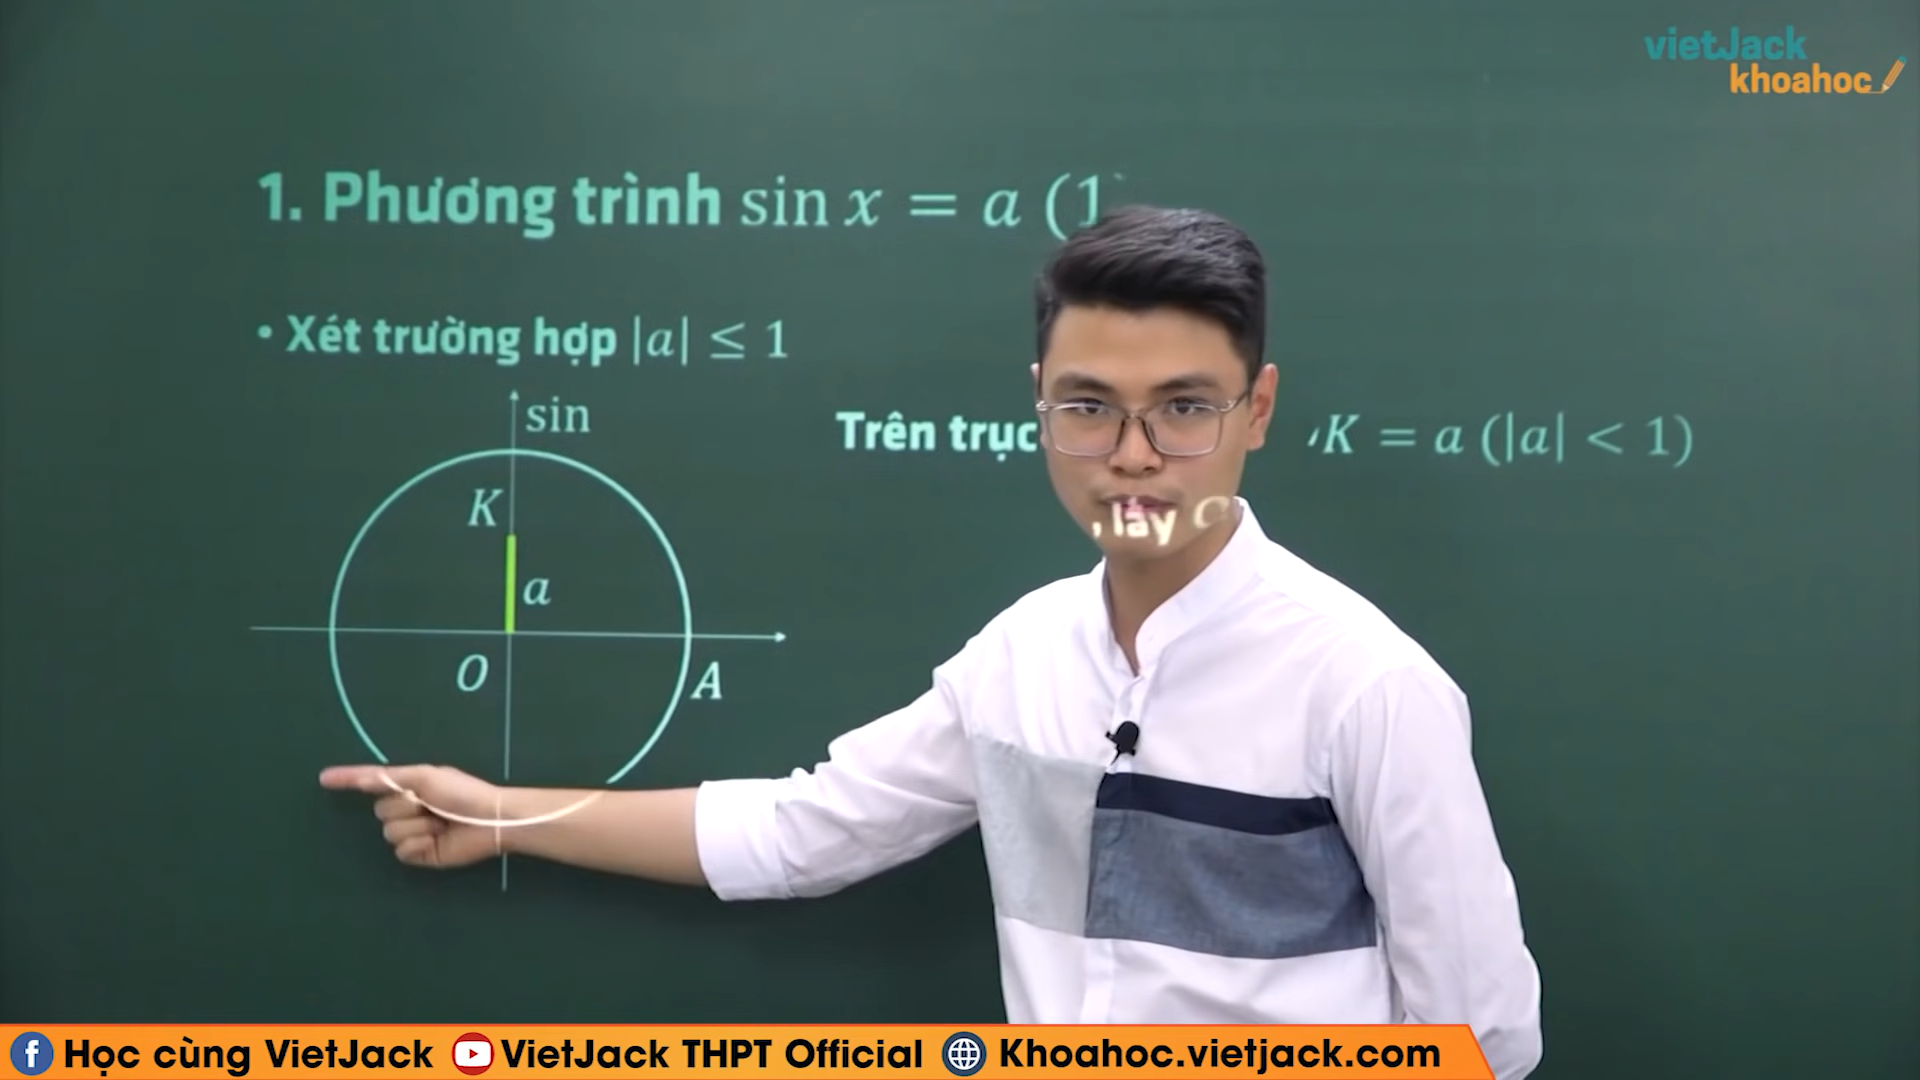 vietJack
khoahoc
1. Phương trình sin x = a (1
• Xét trường hợp |a| ≤ 1
sin
Trên trục , lấy K = a (|a| < 1)
K
a
O
A
Học cùng VietJack VietJack THPT Official Khoahoc.vietjack.com